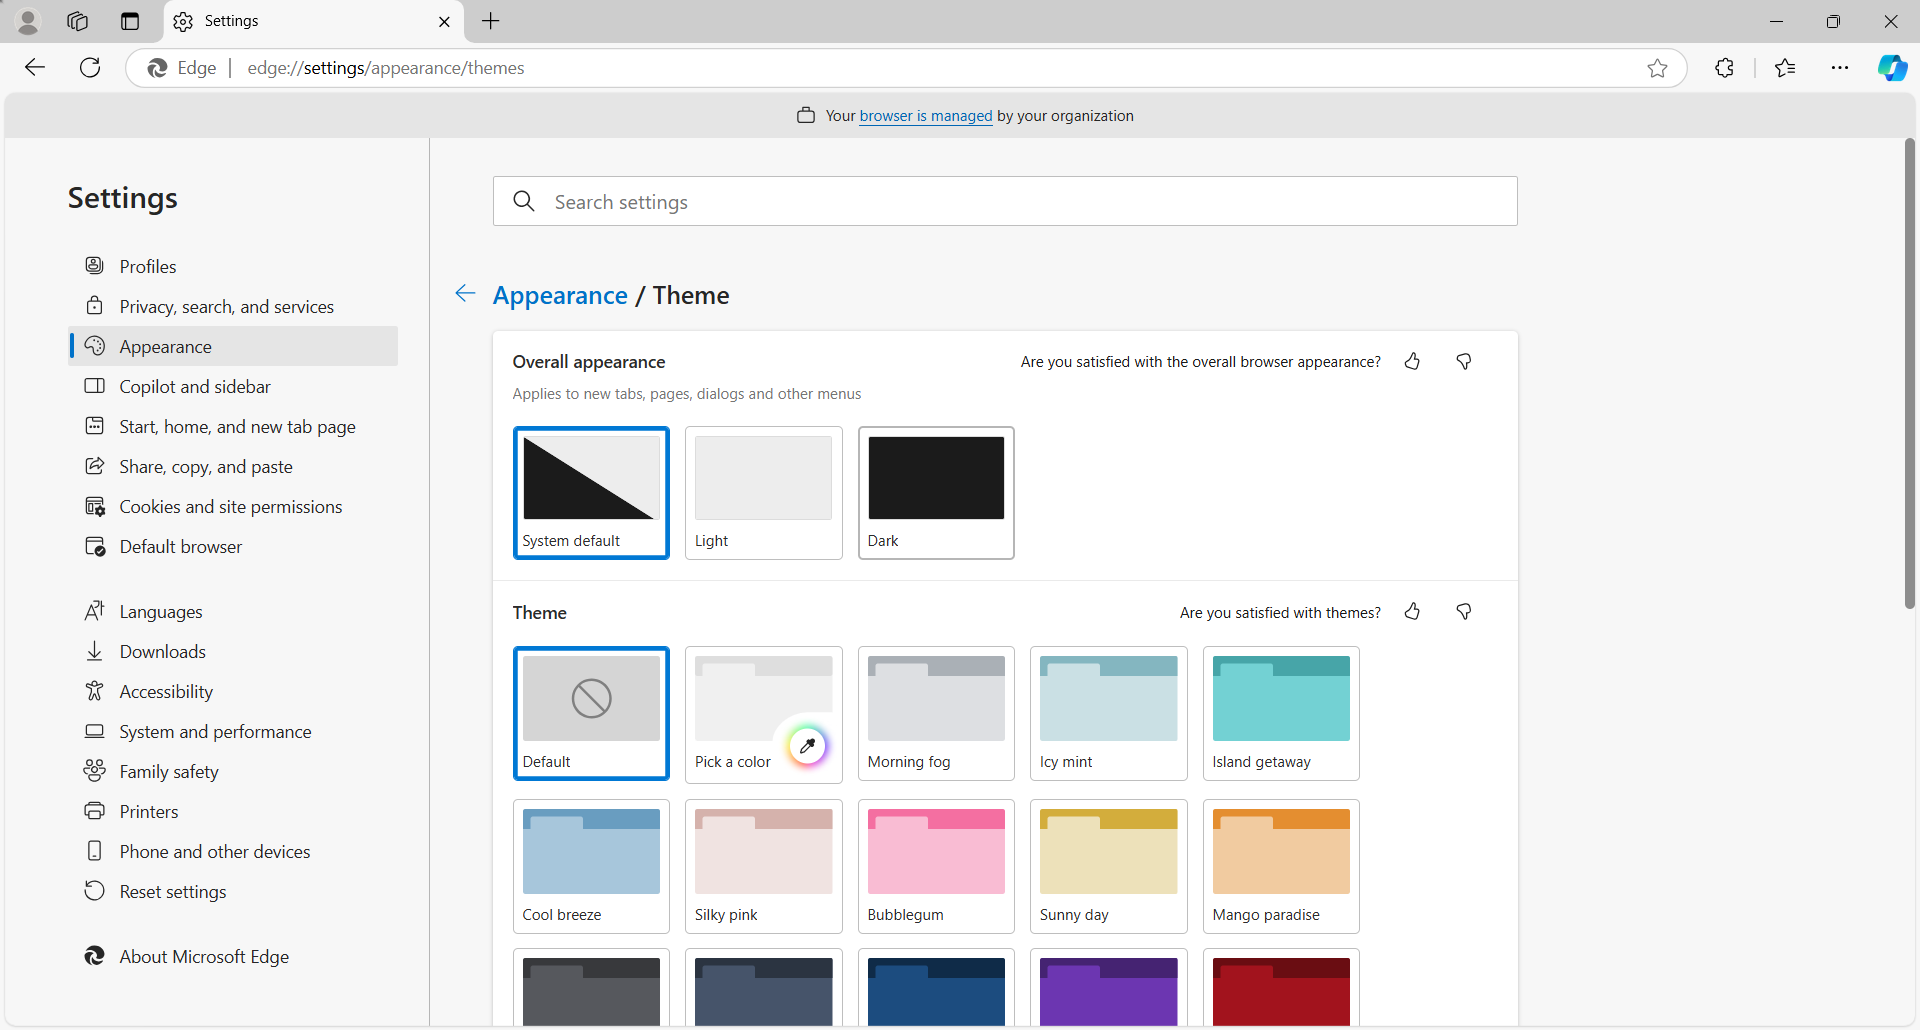 Settings
Edge
edge://settings/appearance/themes
Your browser is managed by your organization
Settings
Profiles
Privacy, search, and services
Appearance
Copilot and sidebar
Start, home, and new tab page
Share, copy, and paste
Cookies and site permissions
Default browser
Languages
Downloads
Accessibility
System and performance
Family safety
Printers
Phone and other devices
Reset settings
About Microsoft Edge
Search settings
Appearance / Theme
Overall appearance
Are you satisfied with the overall browser appearance?
Applies to new tabs, pages, dialogs and other menus
System default
Light
Dark
Theme
Are you satisfied with themes?
Default
Pick a color
Morning fog
Icy mint
Island getaway
Cool breeze
Silky pink
Bubblegum
Sunny day
Mango paradise